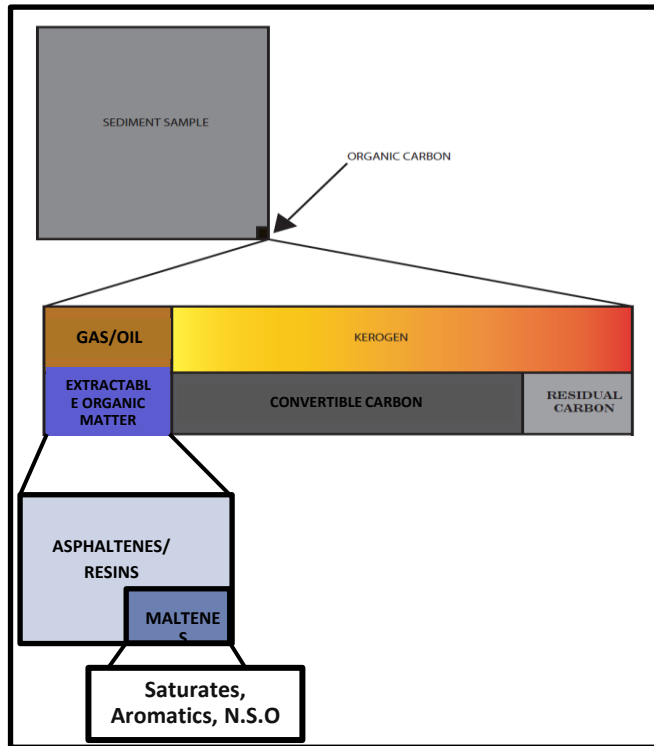 SEDIMENT SAMPLE
ORGANIC CARBON
GAS/OIL
KEROGEN
EXTRACTABL
E ORGANIC
MATTER
CONVERTIBLE CARBON
RESIDUAL
CARBON
ASPHALTENES/
RESINS
MALTENE
S
Saturates,
Aromatics, N.S.O